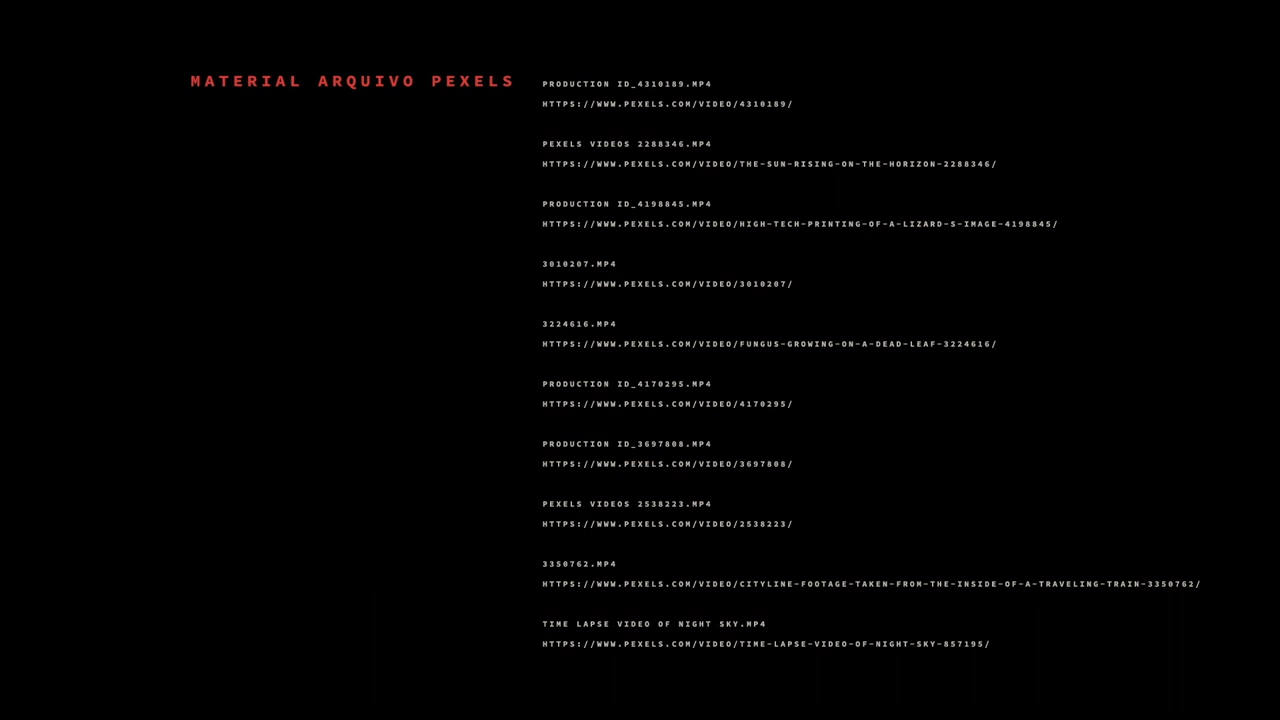 MATERIAL ARQUIVO PEXELS
PRODUCTION ID_4310189.MP4
HTTPS://WWW.PEXELS.COM/VIDEO/4310189/
PEXELS VIDEOS 2288346.MP4
HTTPS://WWW.PEXELS.COM/VIDEO/THE-SUN-RISING-ON-THE-HORIZON-2288346/
PRODUCTION ID_4198845.MP4
HTTPS://WWW.PEXELS.COM/VIDEO/HIGH-TECH-PRINTING-OF-A-LIZARD-S-IMAGE-4198845/
3010207.MP4
HTTPS://WWW.PEXELS.COM/VIDEO/3010207/
3224616.MP4
HTTPS://WWW.PEXELS.COM/VIDEO/FUNGUS-GROWING-ON-A-DEAD-LEAF-3224616/
PRODUCTION ID_4170295.MP4
HTTPS://WWW.PEXELS.COM/VIDEO/4170295/
PRODUCTION ID_3697808.MP4
HTTPS://WWW.PEXELS.COM/VIDEO/3697808/
PEXELS VIDEOS 2538223.MP4
HTTPS://WWW.PEXELS.COM/VIDEO/2538223/
3350762.MP4
HTTPS://WWW.PEXELS.COM/VIDEO/CITYLINE-FOOTAGE-TAKEN-FROM-THE-INSIDE-OF-A-TRAVELING-TRAIN-3350762/
TIME LAPSE VIDEO OF NIGHT SKY.MP4
HTTPS://WWW.PEXELS.COM/VIDEO/TIME-LAPSE-VIDEO-OF-NIGHT-SKY-857195/